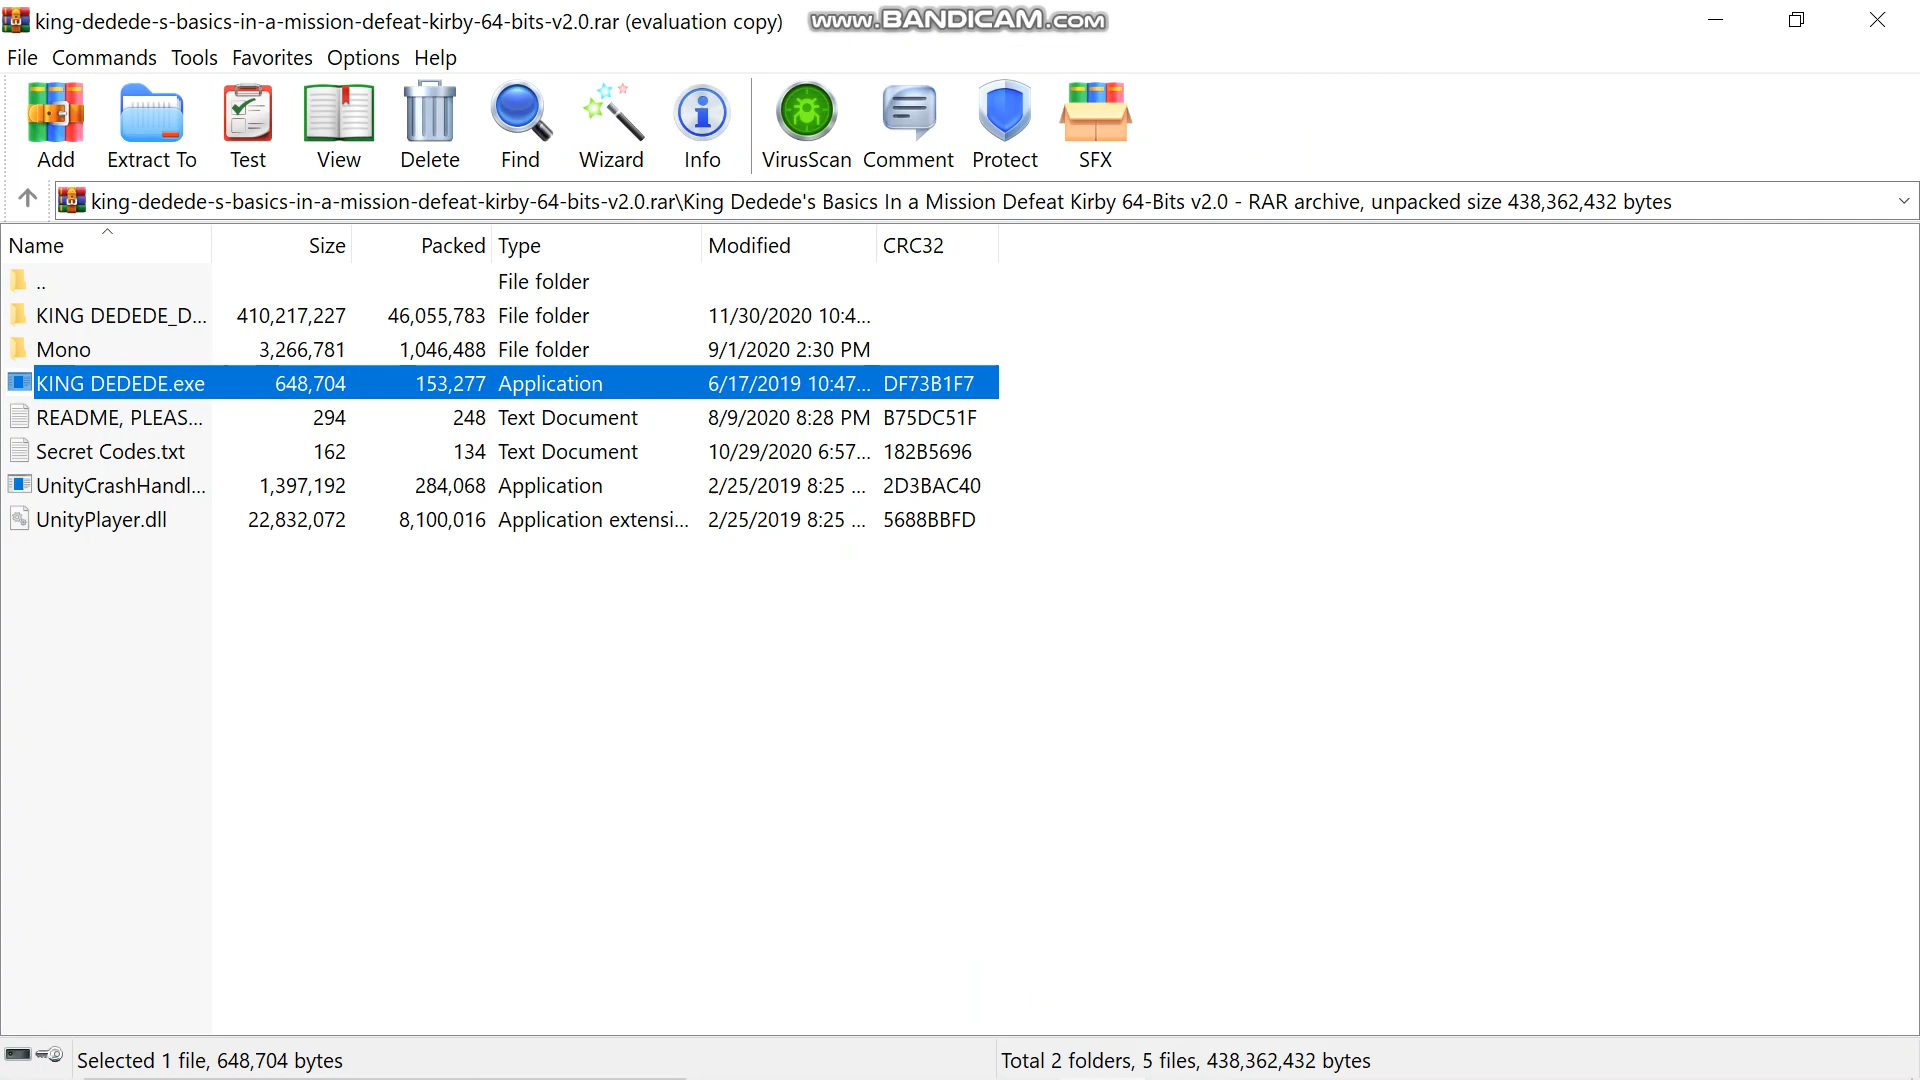 king-dedede-s-basics-in-a-mission-defeat-kirby-64-bits-v2.0.rar (evaluation copy) www.BANDICAM.com
File Commands Tools Favorites Options Help
Add Extract To Test View Delete Find Wizard Info VirusScan Comment Protect SFX
king-dedede-s-basics-in-a-mission-defeat-kirby-64-bits-v2.0.rar\King Dedede's Basics In a Mission Defeat Kirby 64-Bits v2.0 - RAR archive, unpacked size 438,362,432 bytes
Name Size Packed Type Modified CRC32
.. File folder
KING DEDEDE_D... 410,217,227 46,055,783 File folder 11/30/2020 10:4...
Mono 3,266,781 1,046,488 File folder 9/1/2020 2:30 PM
KING DEDEDE.exe 648,704 153,277 Application 6/17/2019 10:47... DF73B1F7
README, PLEAS... 294 248 Text Document 8/9/2020 8:28 PM B75DC51F
Secret Codes.txt 162 134 Text Document 10/29/2020 6:57... 182B5696
UnityCrashHandl... 1,397,192 284,068 Application 2/25/2019 8:25 ... 2D3BAC40
UnityPlayer.dll 22,832,072 8,100,016 Application extensi... 2/25/2019 8:25 ... 5688BBFD
Selected 1 file, 648,704 bytes Total 2 folders, 5 files, 438,362,432 bytes